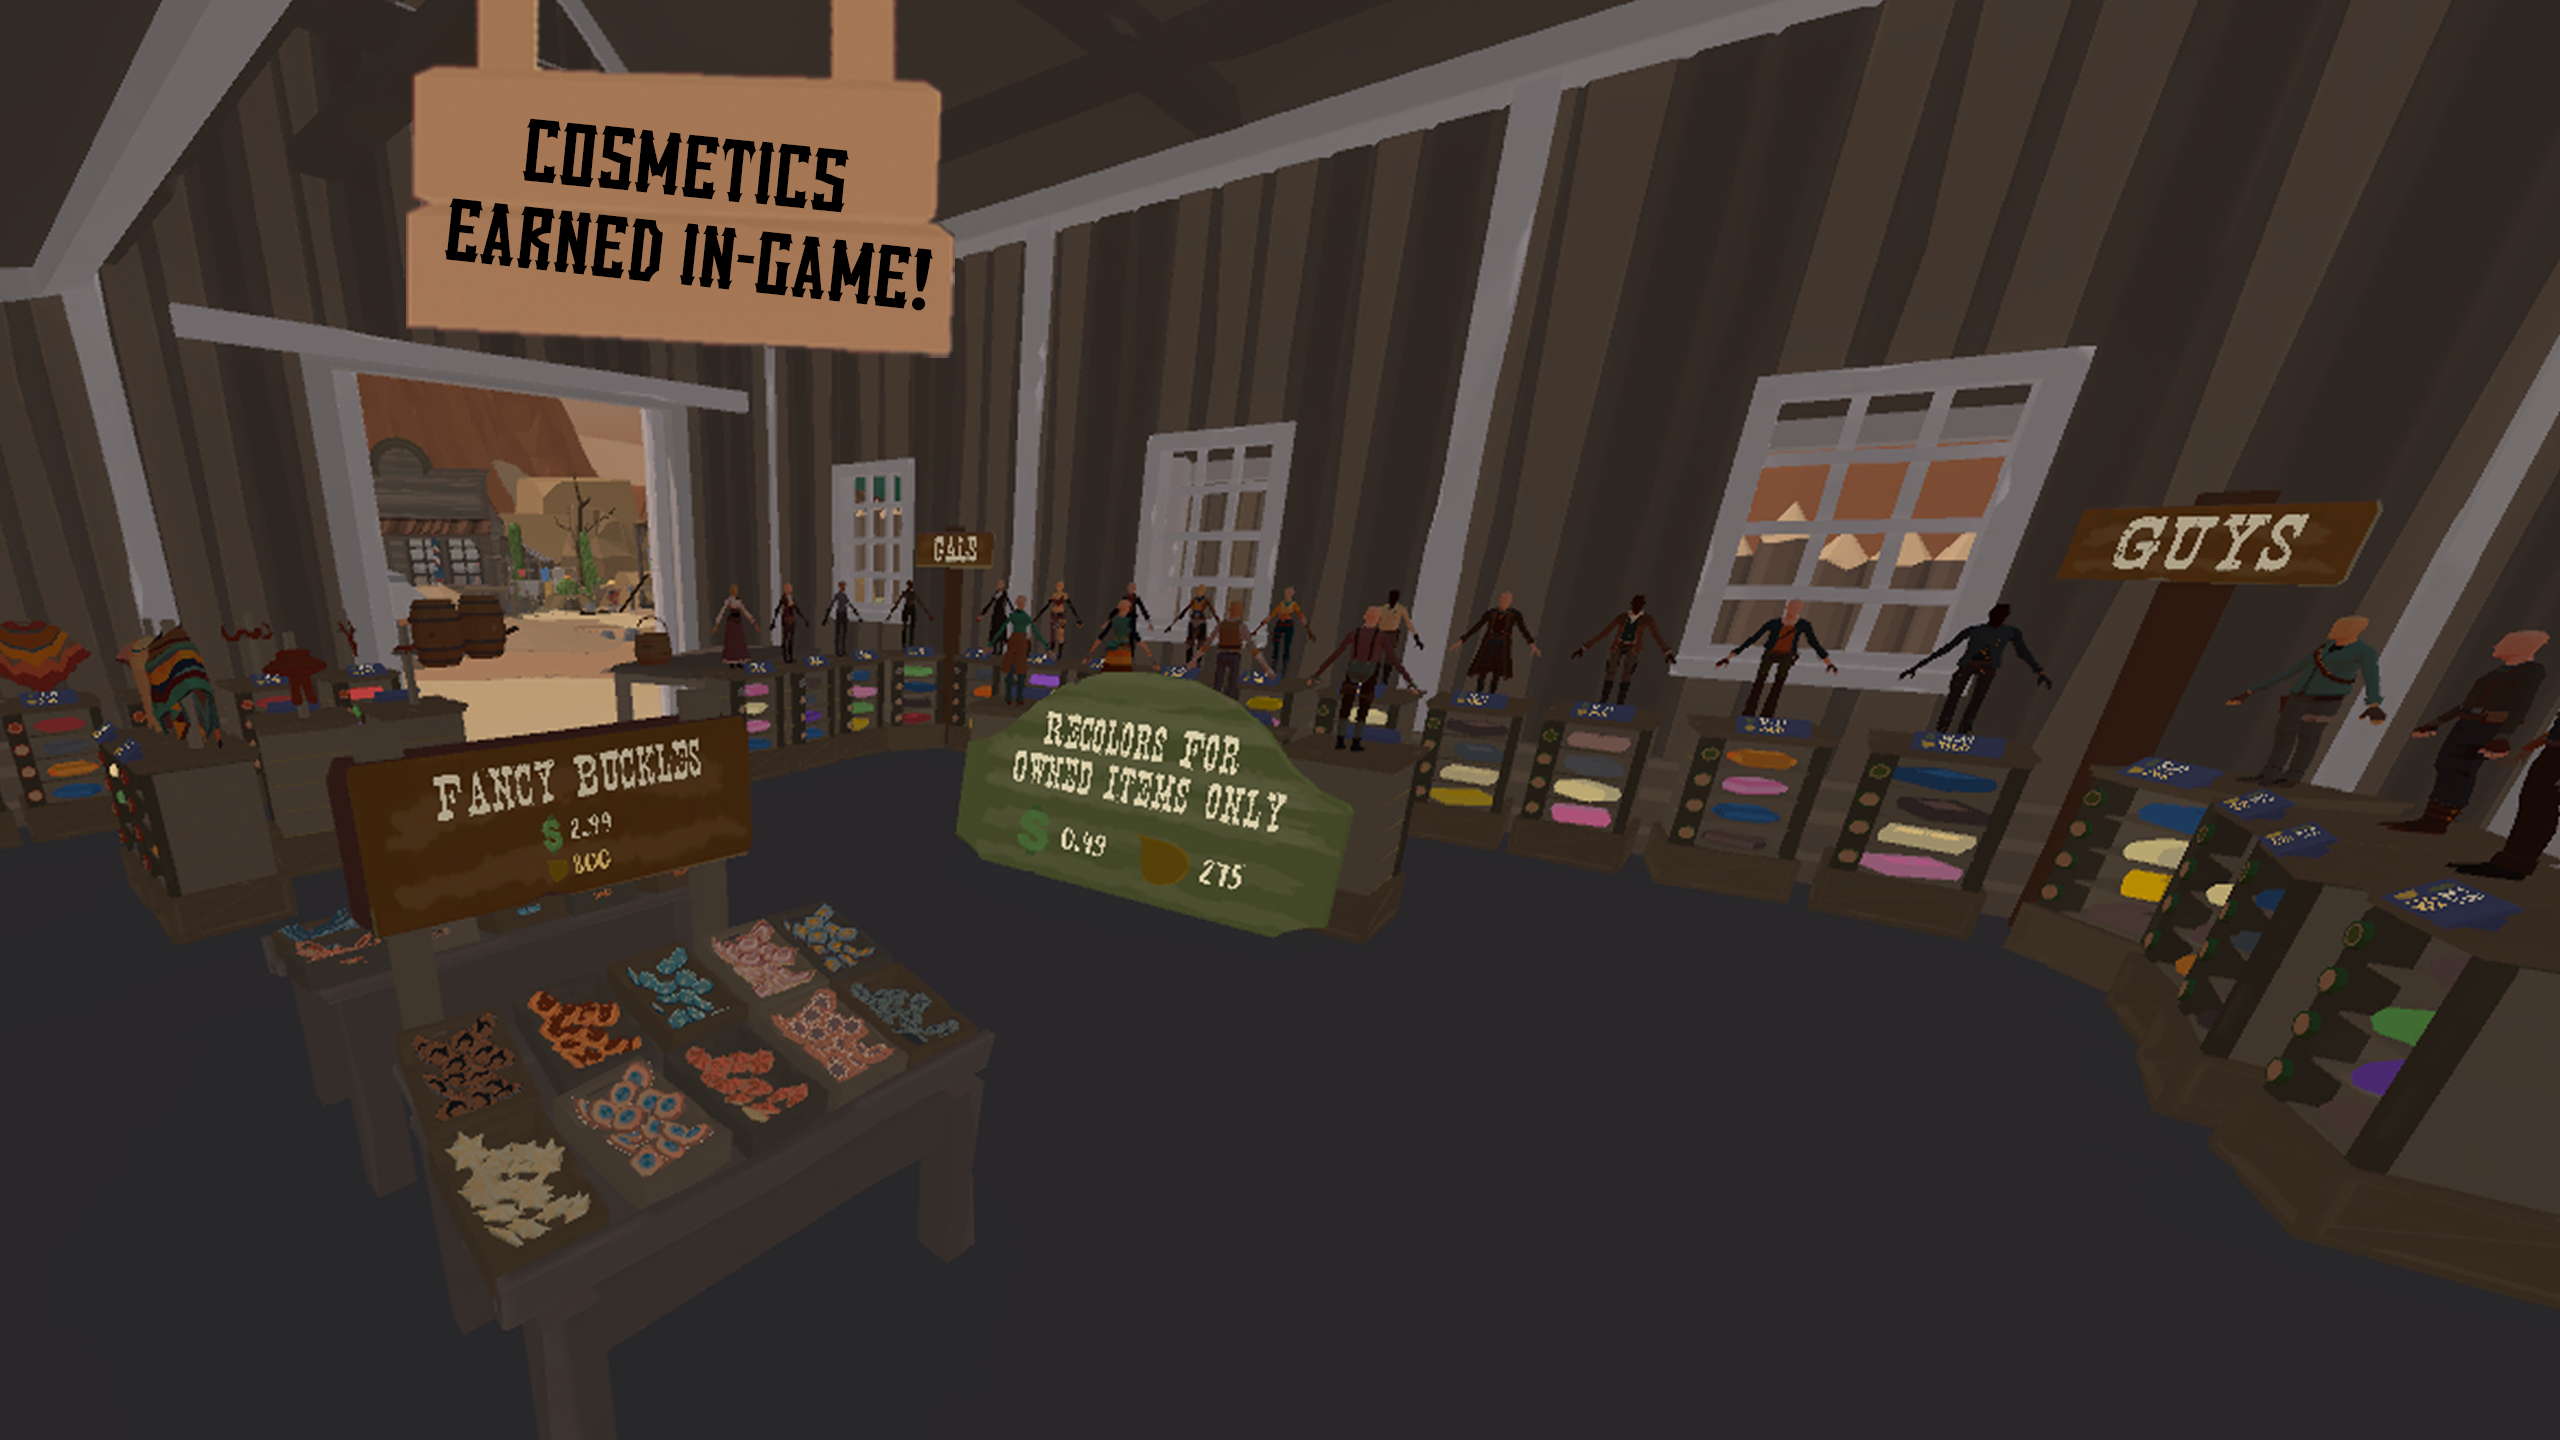 COSMETICS
EARNED IN-GAME!
GALS
GUYS
FANCY BUCKLES
$ 2.99
800
RECOLORS FOR
OWNED ITEMS ONLY
$ 0.49 275